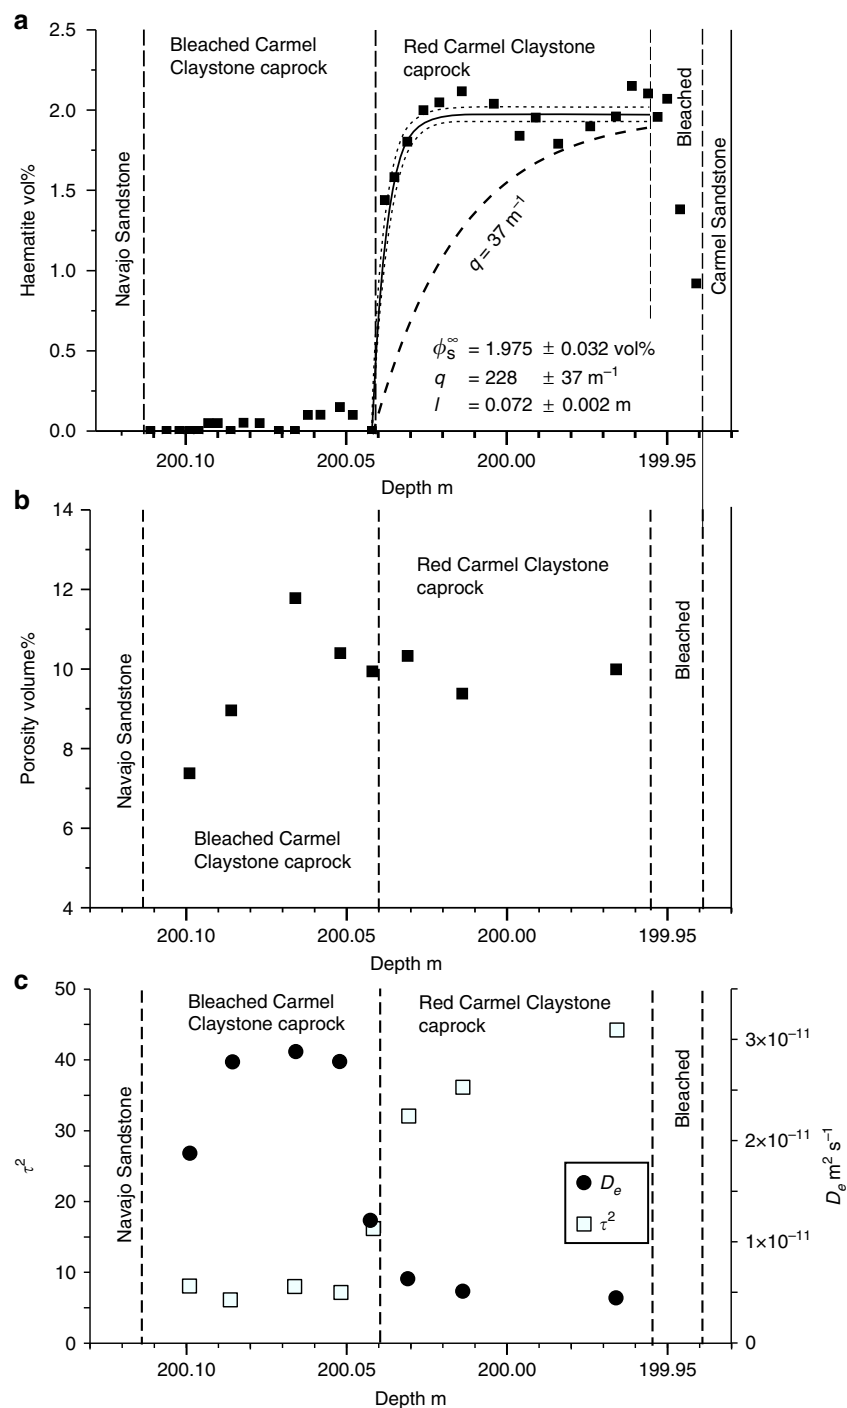 a
2.5
2.0
1.5
1.0
0.5
0.0
Haematite vol%
Navajo Sandstone
Bleached Carmel
Claystone caprock
Red Carmel Claystone
caprock
Bleached
Carmel Sandstone
q = 37 m⁻¹
ϕₛ^∞ = 1.975 ± 0.032 vol%
q = 228 ± 37 m⁻¹
l = 0.072 ± 0.002 m
200.10 200.05 200.00 199.95
Depth m
b
14
12
10
8
6
4
Porosity volume%
Navajo Sandstone
Red Carmel Claystone
caprock
Bleached
Bleached Carmel
Claystone caprock
200.10 200.05 200.00 199.95
Depth m
c
50
40
30
20
10
0
τ²
Navajo Sandstone
Bleached Carmel
Claystone caprock
Red Carmel Claystone
caprock
Bleached
Dₑ
τ²
3×10⁻¹¹
2×10⁻¹¹
1×10⁻¹¹
0
Dₑ m² s⁻¹
200.10 200.05 200.00 199.95
Depth m